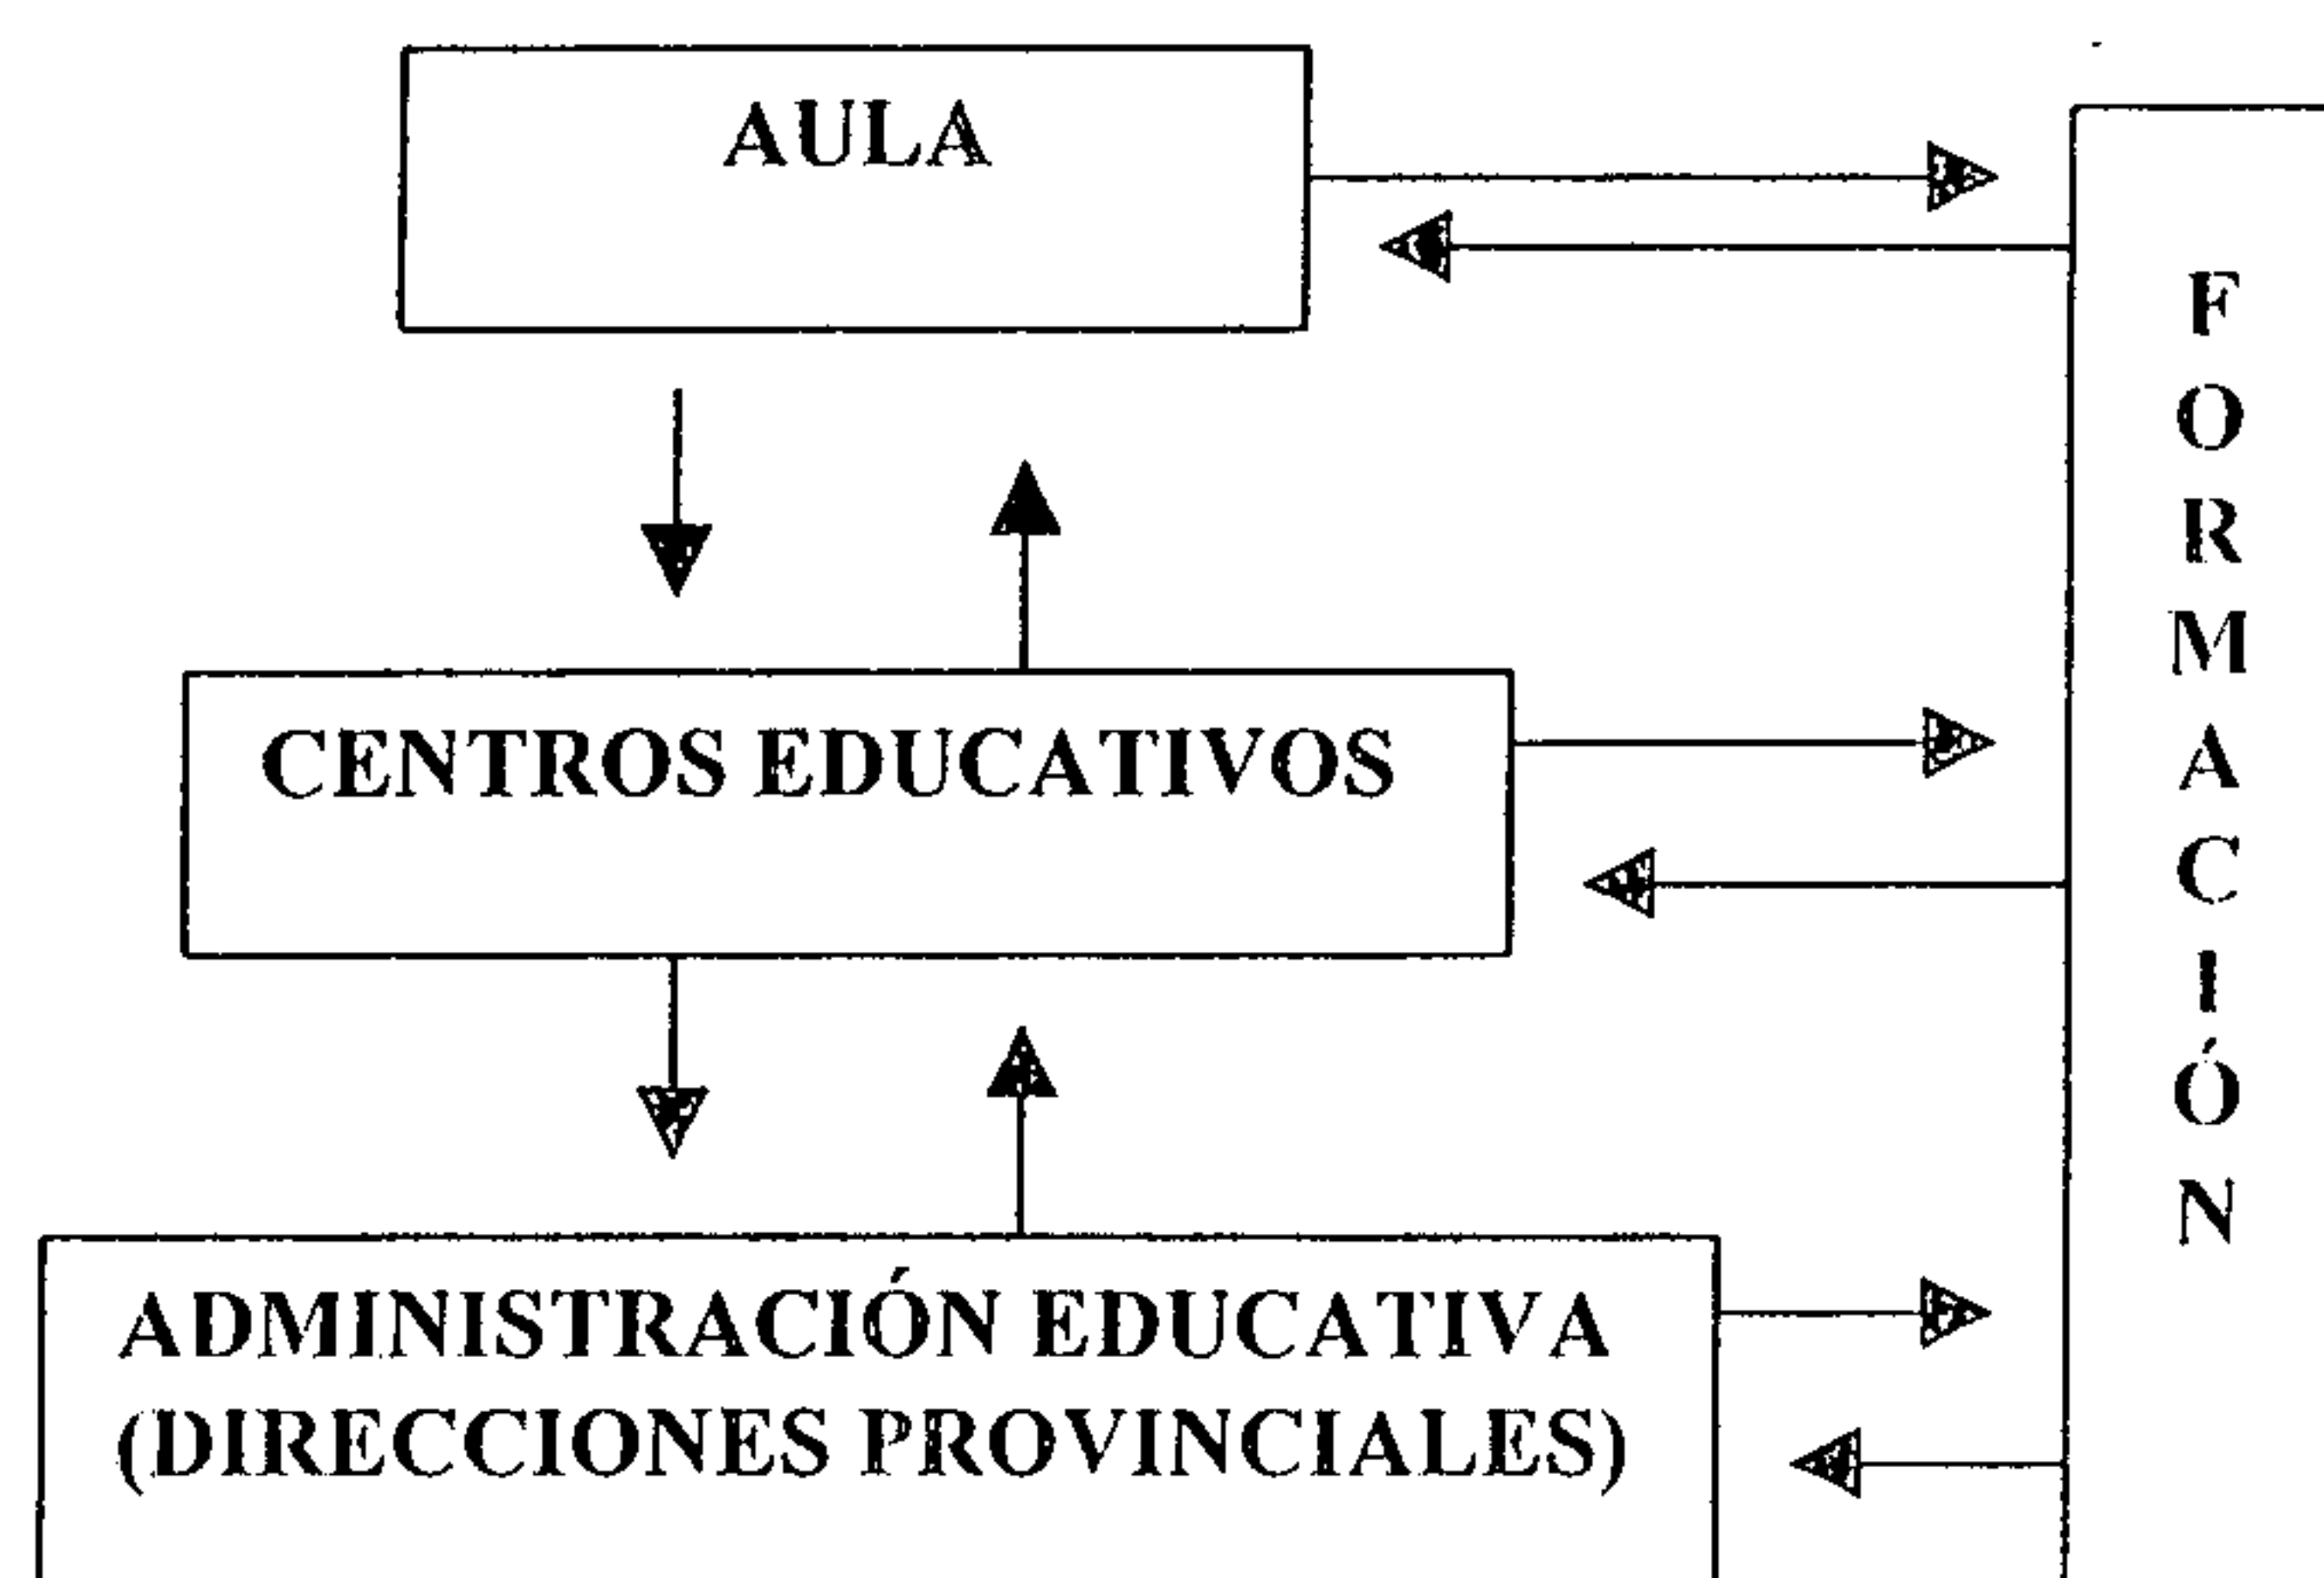 AULA
CENTROS EDUCATIVOS
ADMINISTRACIÓN EDUCATIVA
(DIRECCIONES PROVINCIALES)
F
O
R
M
A
C
I
Ó
N